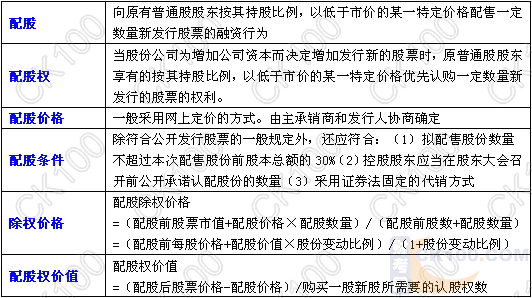 配股
向原有普通股股东按其持股比例，以低于市价的某一特定价格配售一定
数量新发行股票的融资行为
配股权
当股份公司为增加公司资本而决定增加发行新的股票时，原普通股股东
享有的按其持股比例，以低于市价的某一特定价格优先认购一定数量新
发行的股票的权利。
配股价格
一般采用网上定价的方式。由主承销商和发行人协商确定
配股条件
除符合公开发行股票的一般规定外，还应符合：（1）拟配售股份数量
不超过本次配售股份前股本总额的30%（2）控股股东应当在股东大会召
开前公开承诺认配股份的数量（3）采用证券法固定的代销方式
除权价格
配股除权价格
=（配股前股票市值+配股价格×配股数量）/（配股前股数+配股数量）
=（配股前每股价格+配股价值×股份变动比例）/（1+股份变动比例）
配股权价值
配股权价值
=（配股后股票价格-配股价格）/购买一股新股所需要的认股权数
CK100
CK100.COM